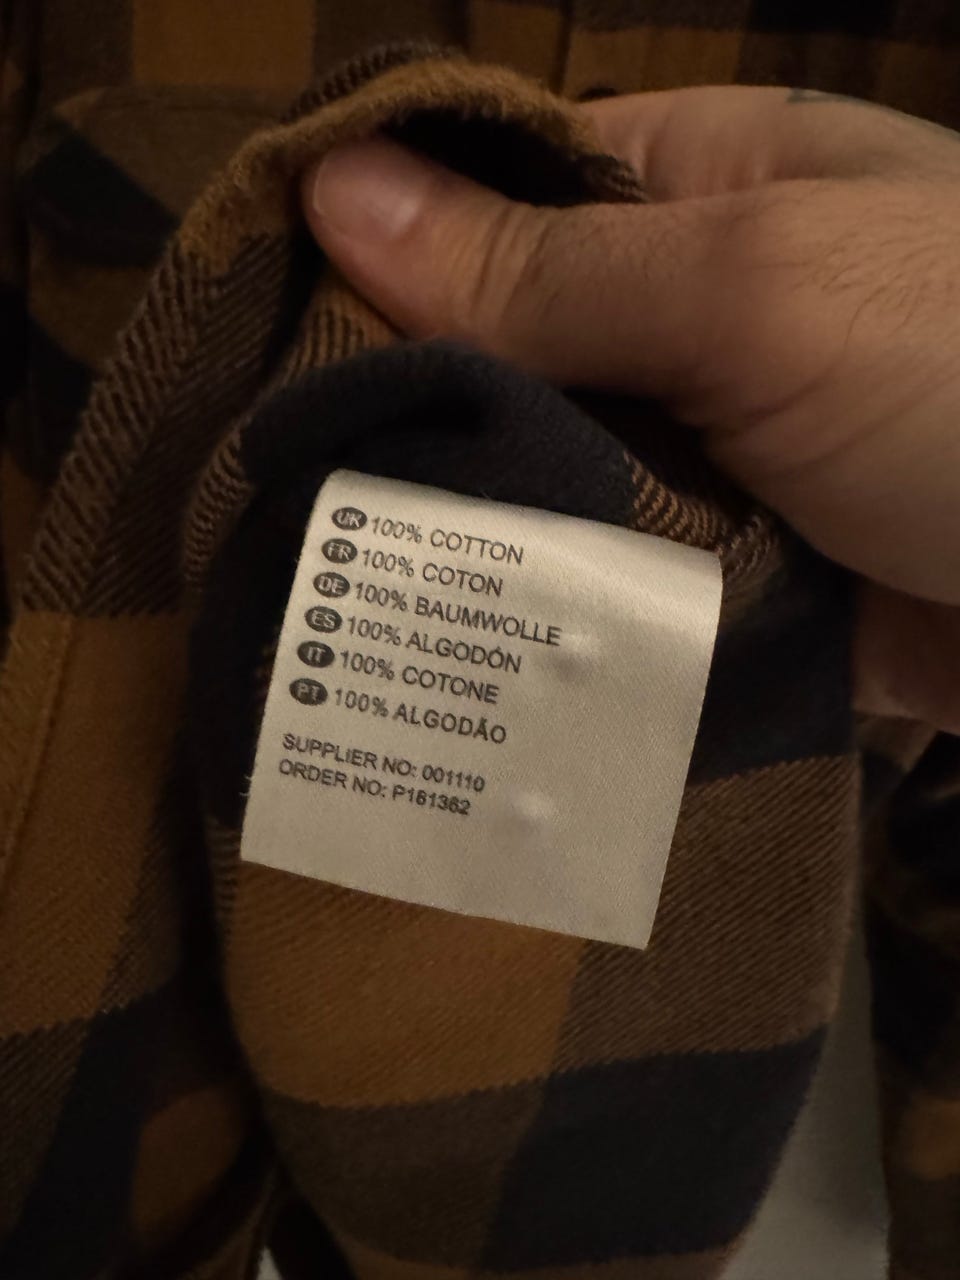 UK 100% COTTON
FR 100% COTON
DE 100% BAUMWOLLE
ES 100% ALGODÓN
IT 100% COTONE
PT 100% ALGODÃO
SUPPLIER NO: 001110
ORDER NO: P161362